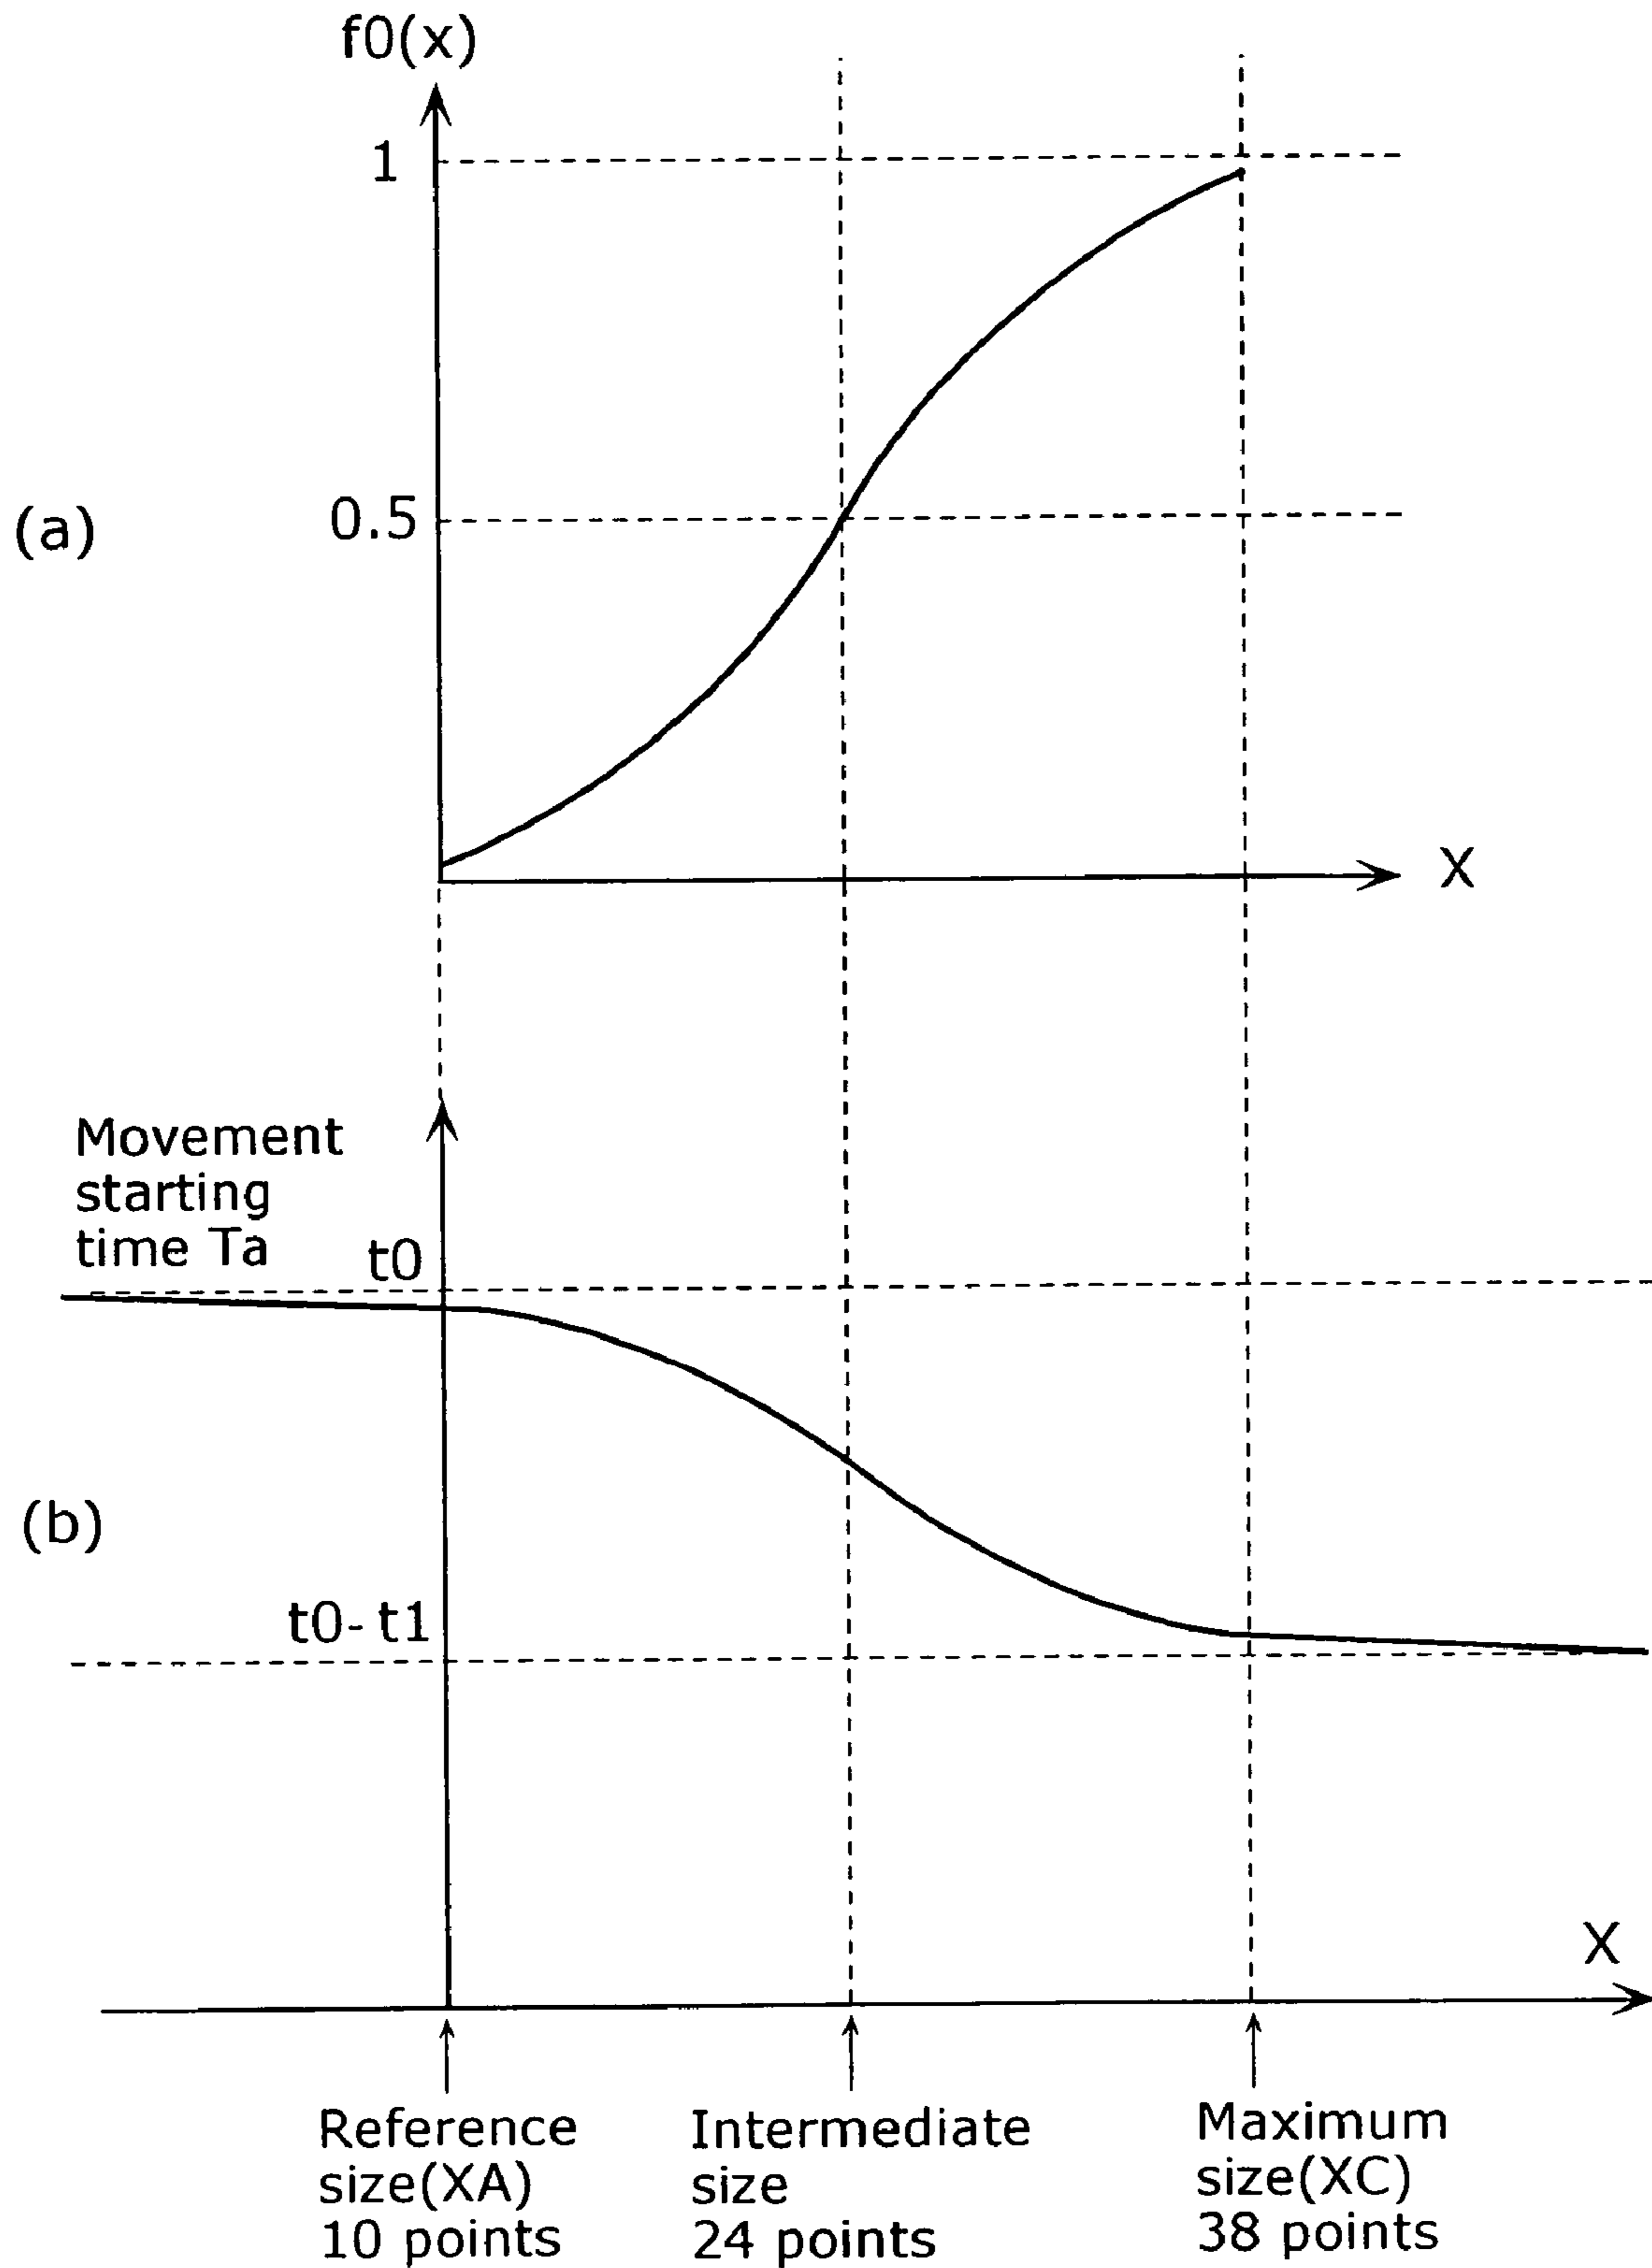 f0(x)
1
0.5
(a)
X
Movement
starting
time Ta
t0
(b)
t0- t1
X
Reference
size(XA)
10 points
Intermediate
size
24 points
Maximum
size(XC)
38 points